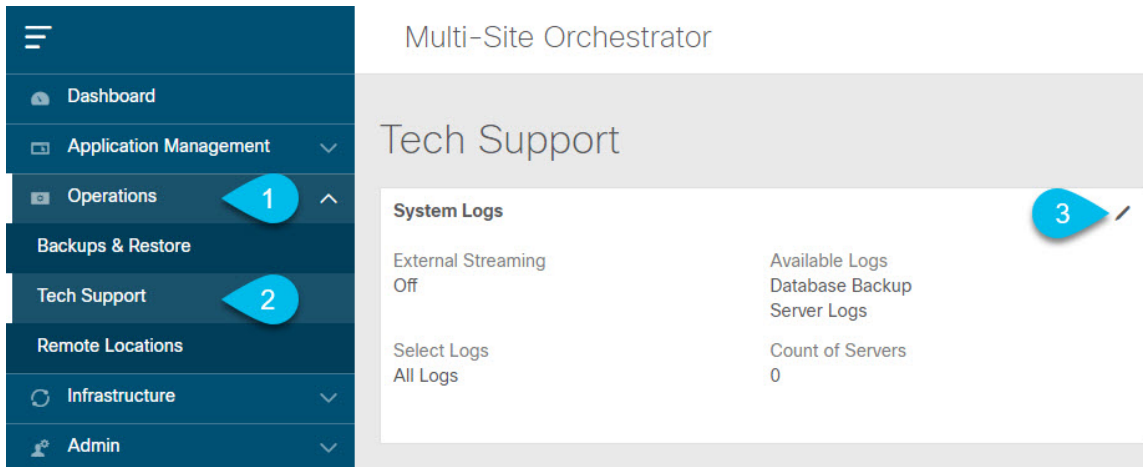 Multi-Site Orchestrator
Dashboard
Application Management
Operations
1
Backups & Restore
Tech Support
2
Remote Locations
Infrastructure
Admin
Tech Support
System Logs
3
External Streaming
Off
Available Logs
Database Backup
Server Logs
Select Logs
All Logs
Count of Servers
0